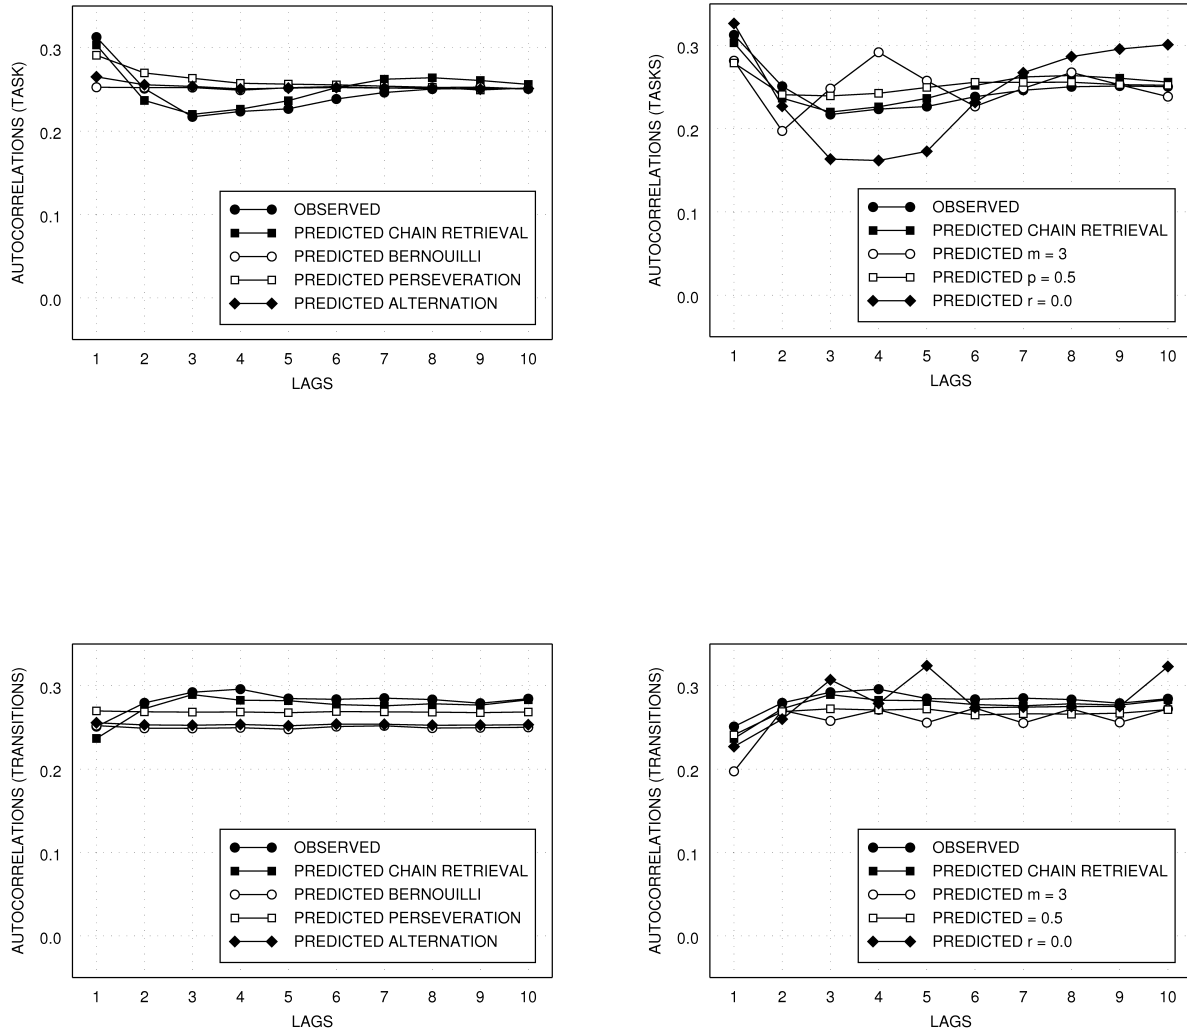 AUTOCORRELATIONS (TASK)
0.3
0.2
0.1
0.0
OBSERVED
PREDICTED CHAIN RETRIEVAL
PREDICTED BERNOUILLI
PREDICTED PERSEVERATION
PREDICTED ALTERNATION
1 2 3 4 5 6 7 8 9 10
LAGS
AUTOCORRELATIONS (TASKS)
0.3
0.2
0.1
0.0
OBSERVED
PREDICTED CHAIN RETRIEVAL
PREDICTED m = 3
PREDICTED p = 0.5
PREDICTED r = 0.0
1 2 3 4 5 6 7 8 9 10
LAGS
AUTOCORRELATIONS (TRANSITIONS)
0.3
0.2
0.1
0.0
OBSERVED
PREDICTED CHAIN RETRIEVAL
PREDICTED BERNOUILLI
PREDICTED PERSEVERATION
PREDICTED ALTERNATION
1 2 3 4 5 6 7 8 9 10
LAGS
AUTOCORRELATIONS (TRANSITIONS)
0.3
0.2
0.1
0.0
OBSERVED
PREDICTED CHAIN RETRIEVAL
PREDICTED m = 3
PREDICTED = 0.5
PREDICTED r = 0.0
1 2 3 4 5 6 7 8 9 10
LAGS